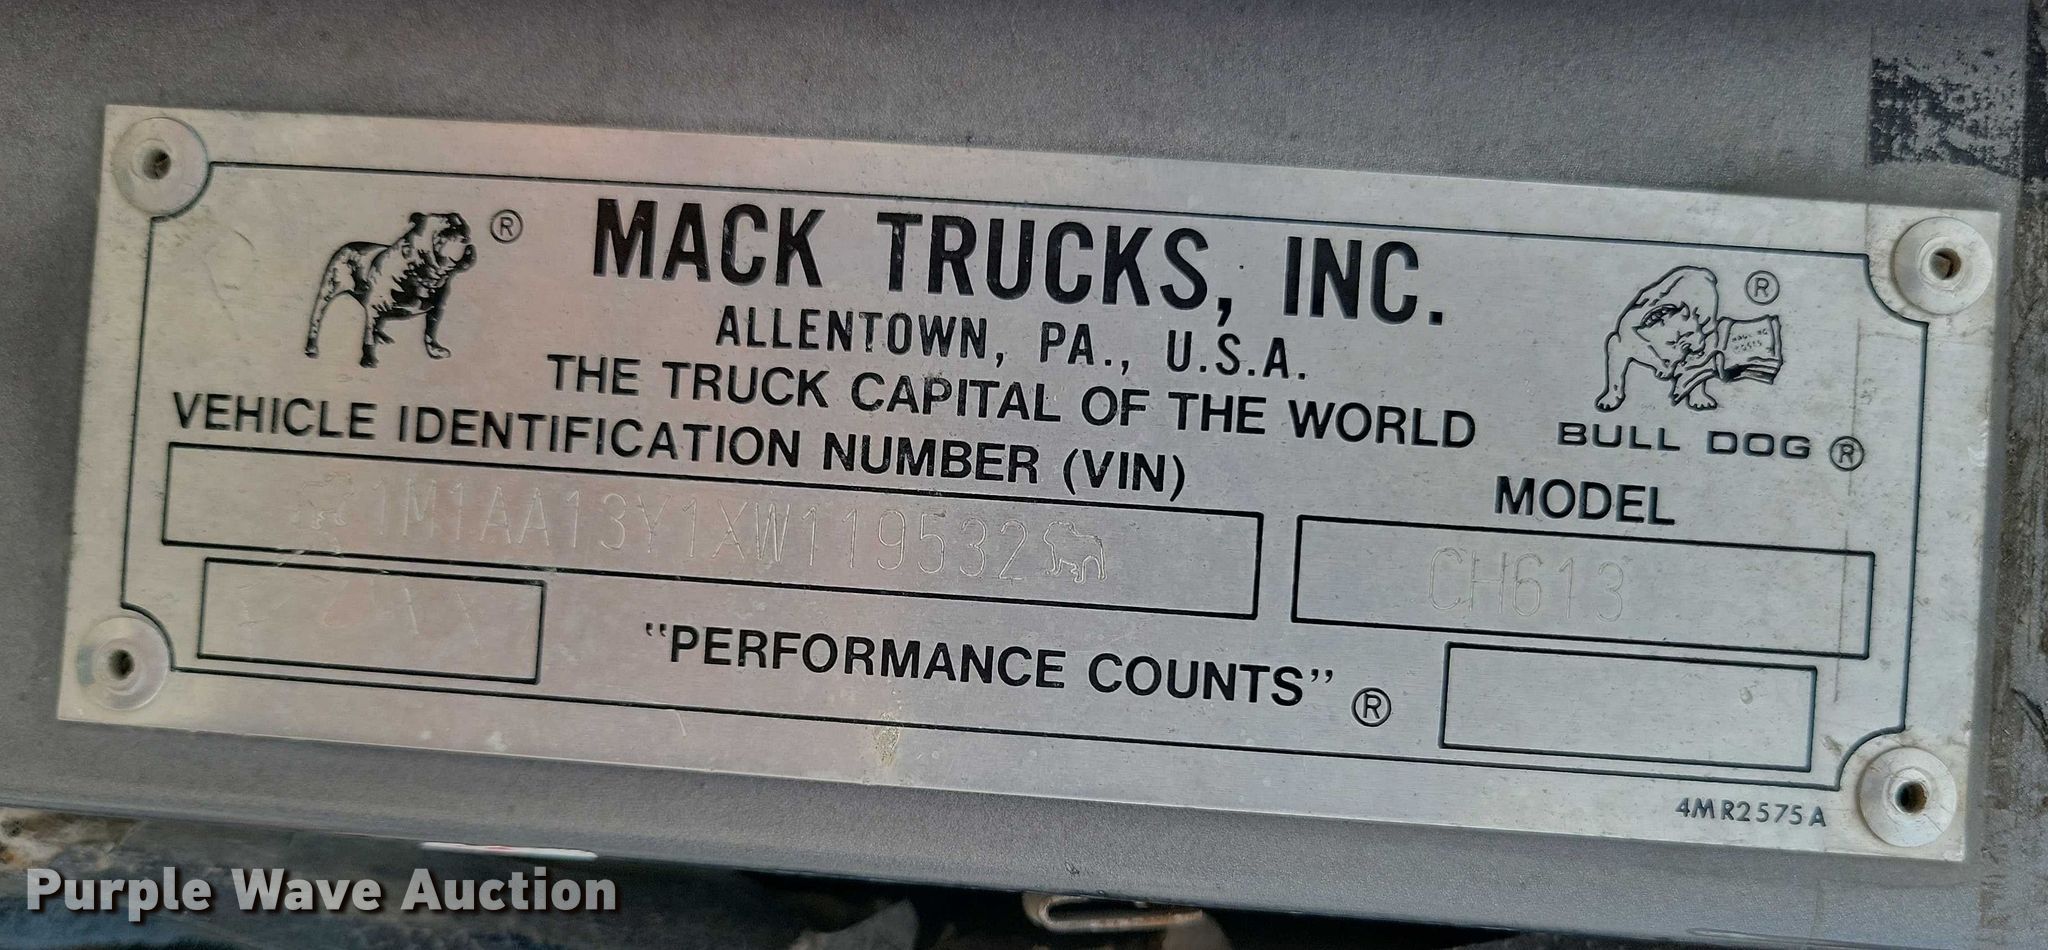 ® MACK TRUCKS, INC. ®
ALLENTOWN, PA., U.S.A.
THE TRUCK CAPITAL OF THE WORLD
BULL DOG ®
VEHICLE IDENTIFICATION NUMBER (VIN)
MODEL
1M1AA13Y1XW119532
CH613
"PERFORMANCE COUNTS" ®
4MR2575A
Purple Wave Auction